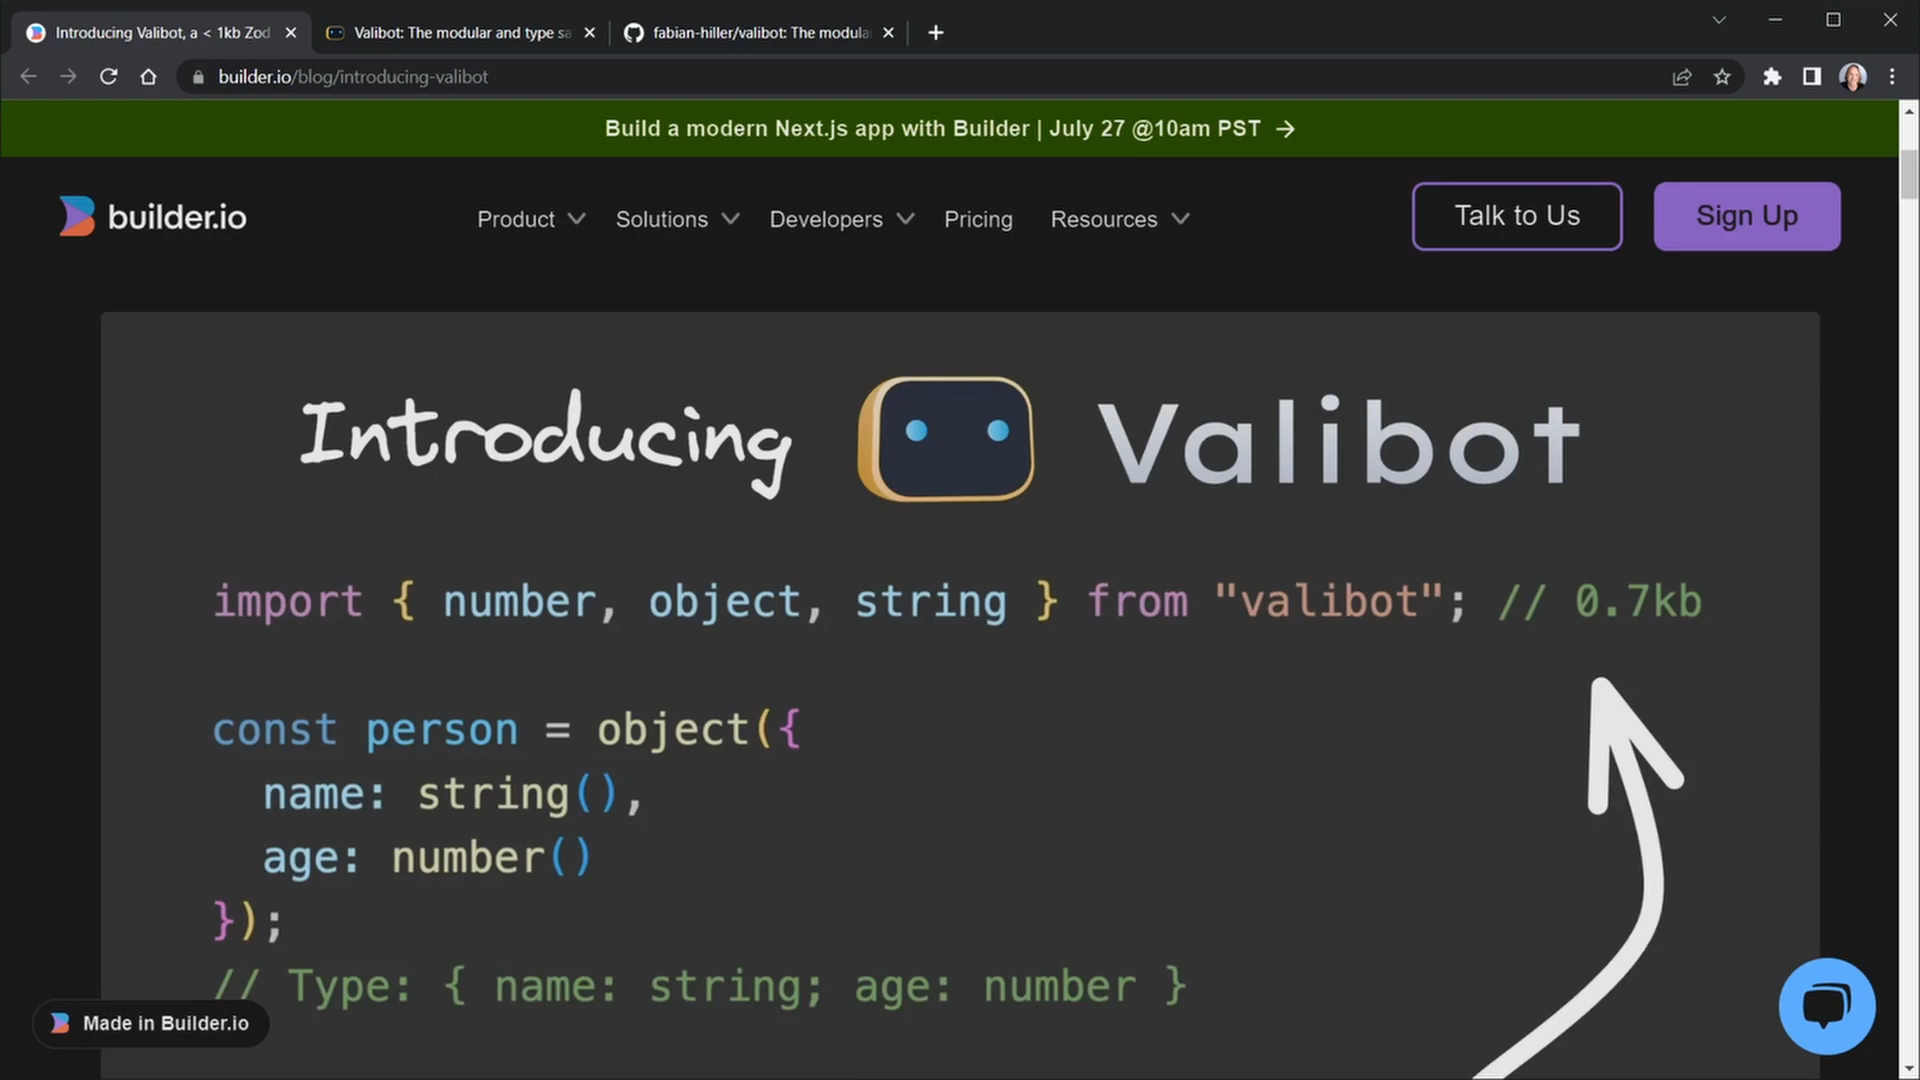 Introducing Valibot, a < 1kb Zod
Valibot: The modular and type sa
fabian-hiller/valibot: The modula
builder.io/blog/introducing-valibot
Build a modern Next.js app with Builder | July 27 @10am PST →
builder.io
Product
Solutions
Developers
Pricing
Resources
Talk to Us
Sign Up
Introducing Valibot
import { number, object, string } from "valibot"; // 0.7kb
const person = object({
name: string(),
age: number()
});
// Type: { name: string; age: number }
Made in Builder.io